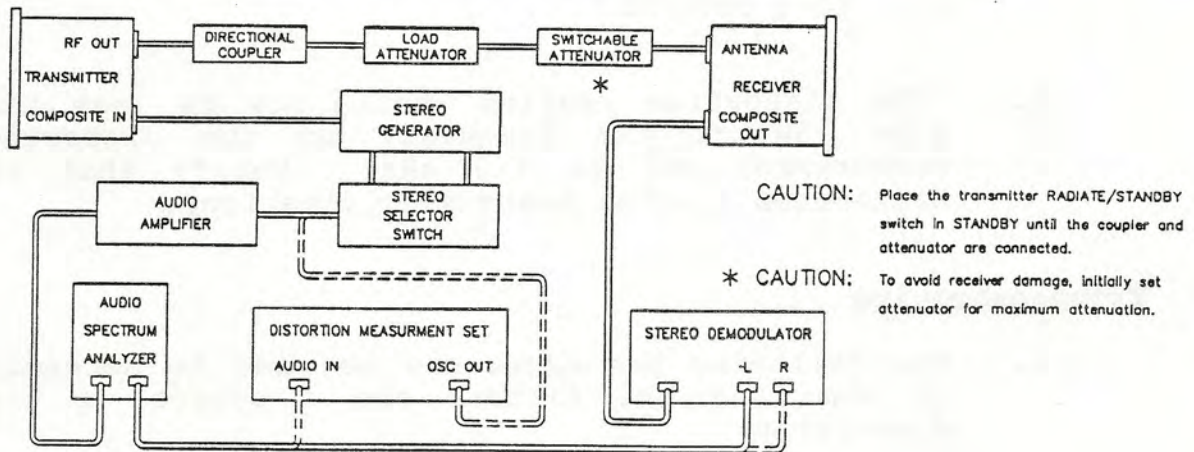 RF OUT
TRANSMITTER
COMPOSITE IN
DIRECTIONAL
COUPLER
LOAD
ATTENUATOR
SWITCHABLE
ATTENUATOR
*
ANTENNA
RECEIVER
COMPOSITE
OUT
STEREO
GENERATOR
AUDIO
AMPLIFIER
STEREO
SELECTOR
SWITCH
CAUTION: Place the transmitter RADIATE/STANDBY
switch in STANDBY until the coupler and
attenuator are connected.
* CAUTION: To avoid receiver damage, initially set
attenuator for maximum attenuation.
AUDIO
SPECTRUM
ANALYZER
DISTORTION MEASURMENT SET
AUDIO IN OSC OUT
STEREO DEMODULATOR
-L R